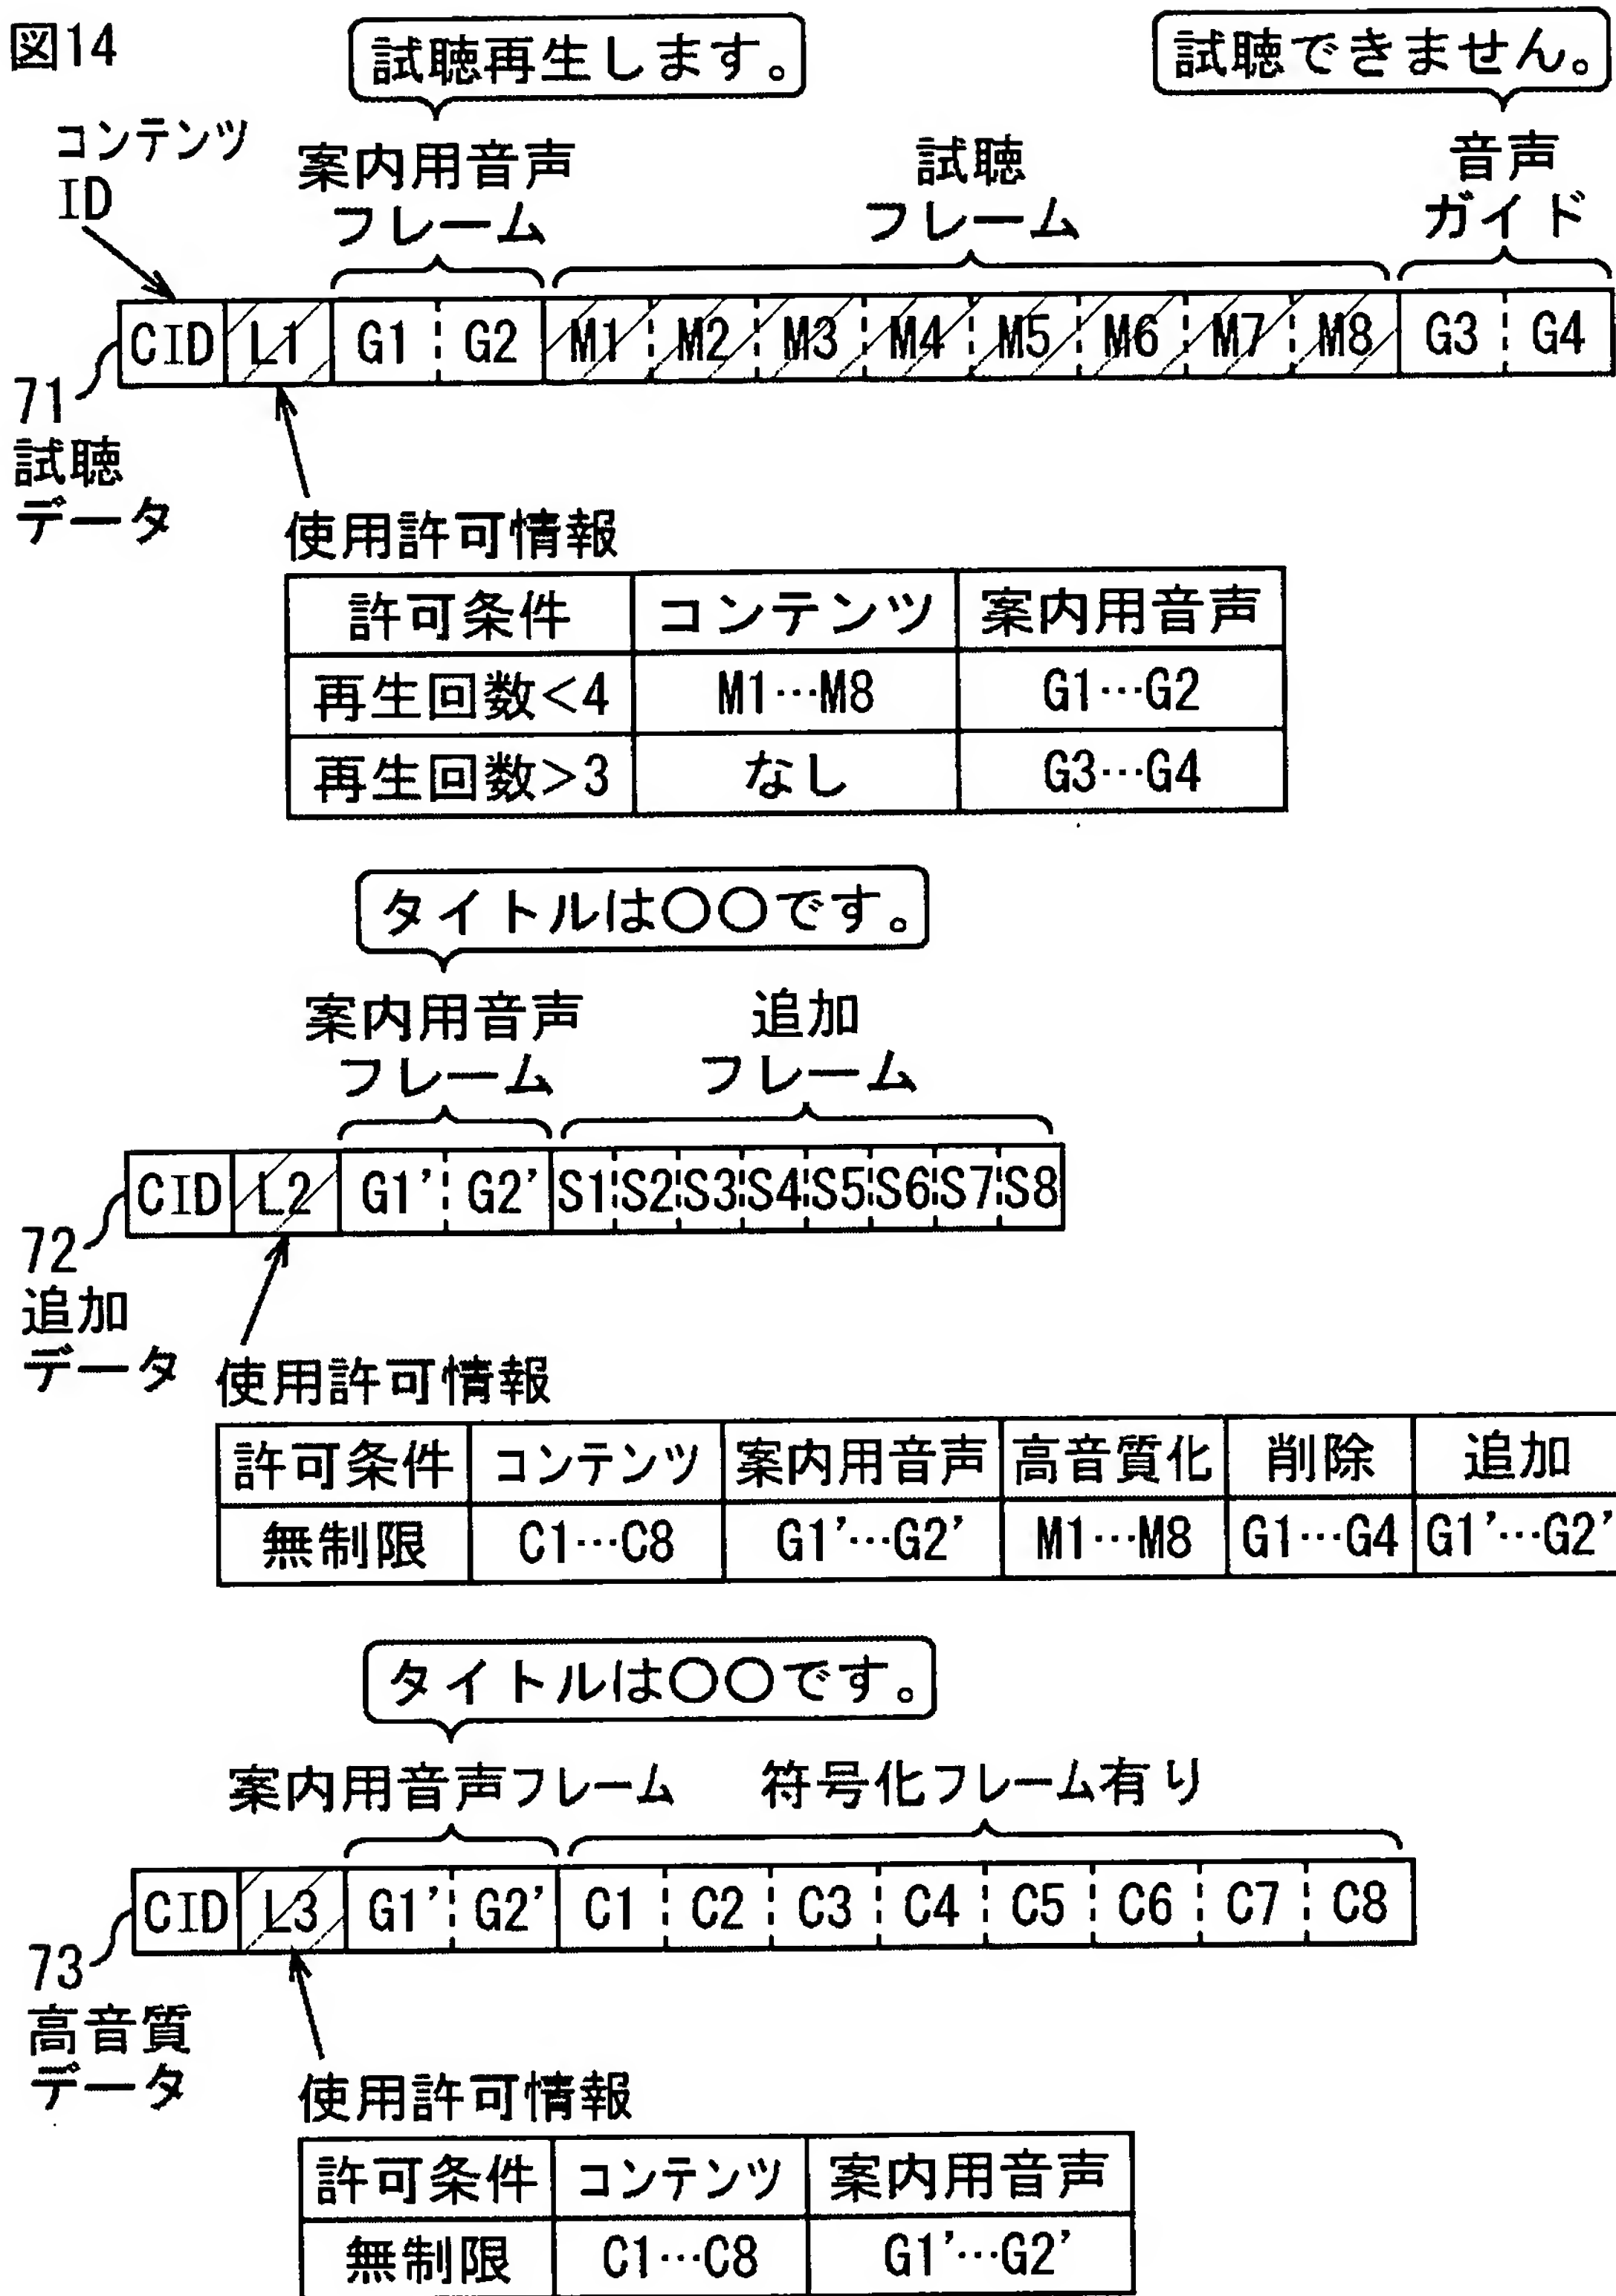 図14
試聴再生します。
試聴できません。
コンテンツ
ID
案内用音声
フレーム
試聴
フレーム
音声
ガイド
CID L1 G1 G2 M1 M2 M3 M4 M5 M6 M7 M8 G3 G4
71
試聴
データ
使用許可情報
許可条件 コンテンツ 案内用音声
再生回数<4 M1…M8 G1…G2
再生回数>3 なし G3…G4
タイトルは〇〇です。
案内用音声
フレーム
追加
フレーム
CID L2 G1' G2' S1 S2 S3 S4 S5 S6 S7 S8
72
追加
データ
使用許可情報
許可条件 コンテンツ 案内用音声 高音質化 削除 追加
無制限 C1…C8 G1'…G2' M1…M8 G1…G4 G1'…G2'
タイトルは〇〇です。
案内用音声フレーム 符号化フレーム有り
CID L3 G1' G2' C1 C2 C3 C4 C5 C6 C7 C8
73
高音質
データ
使用許可情報
許可条件 コンテンツ 案内用音声
無制限 C1…C8 G1'…G2'